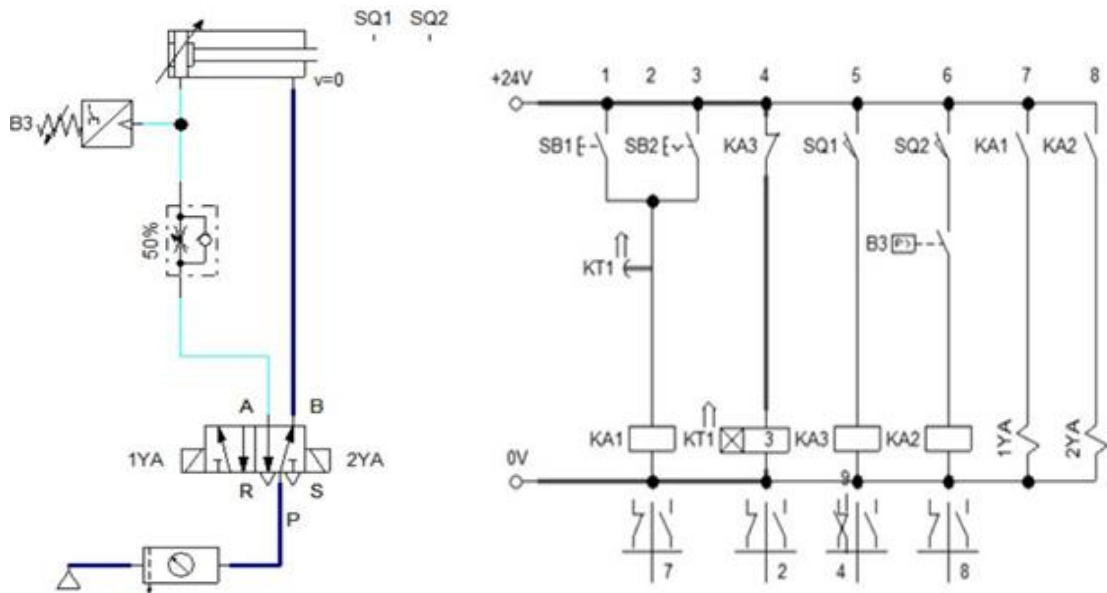 SQ1 SQ2
v=0
B3
50%
A B
1YA 2YA
R S
P
1 2 3 4 5 6 7 8
+24V
SB1 SB2 KA3 SQ1 SQ2 KA1 KA2
B3 P>
KT1
KA1 KT1 3 KA3 KA2 1YA 2YA
0V
9
7 2 4 8